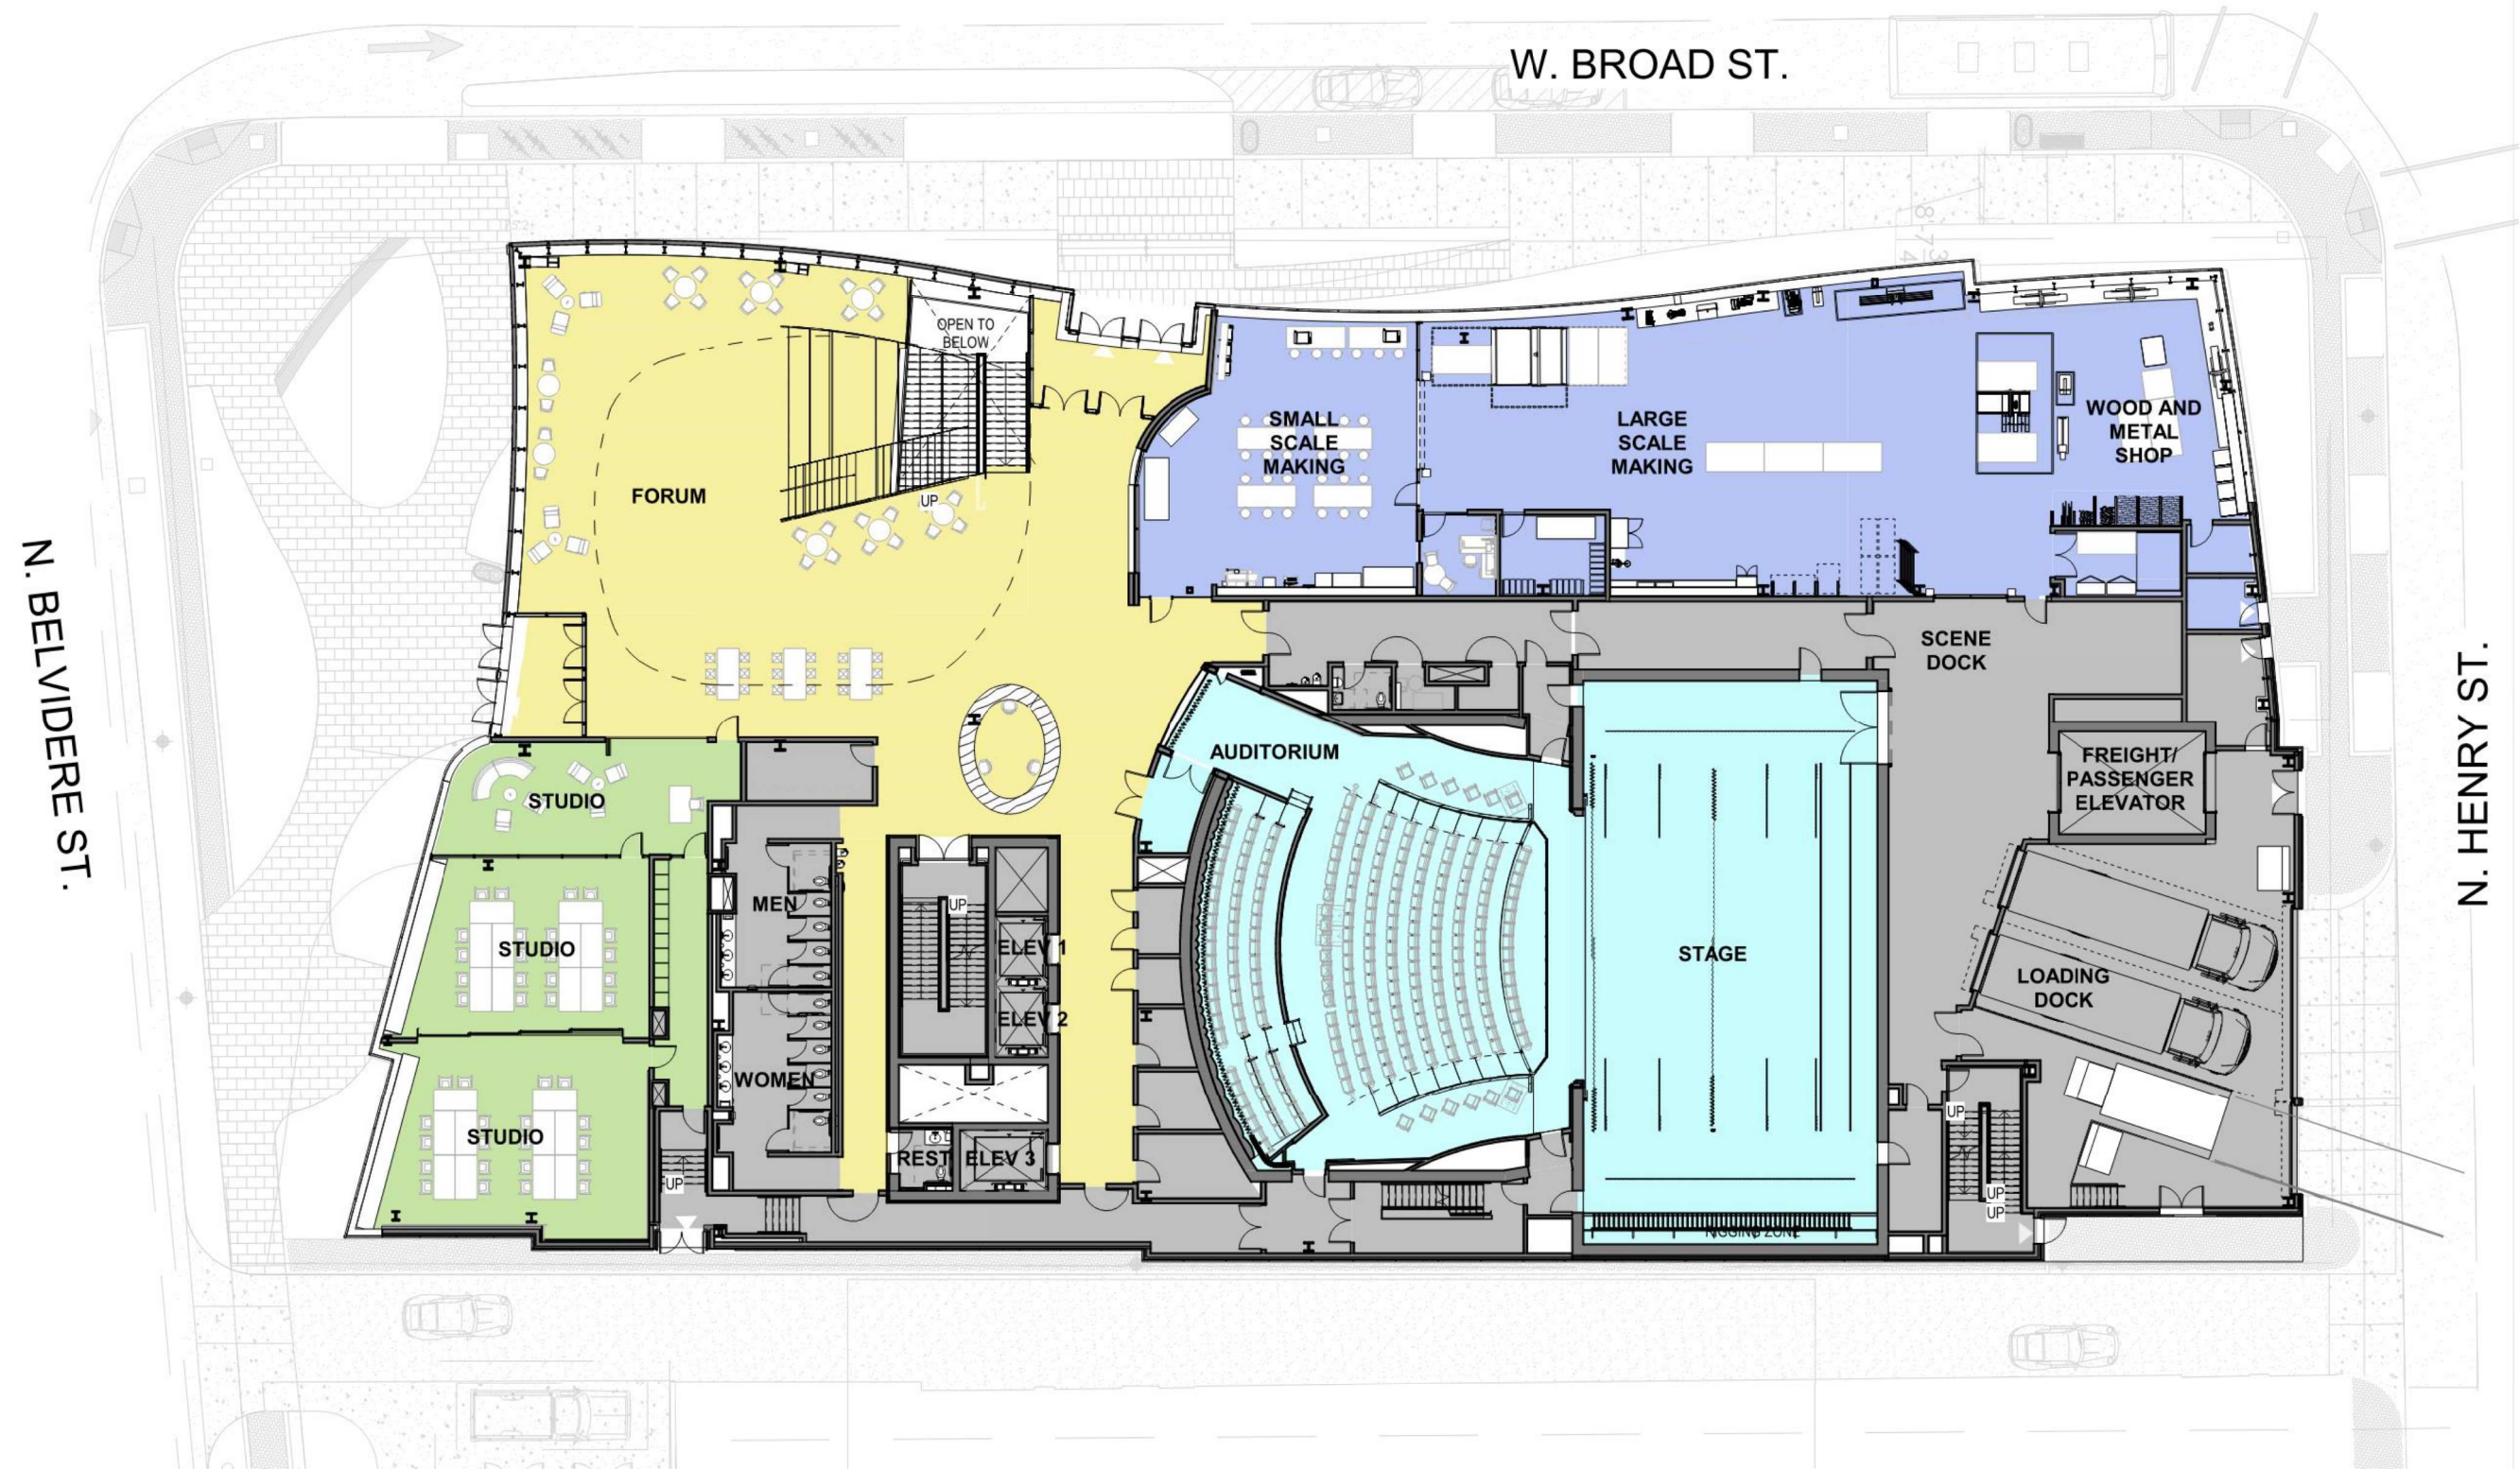 W. BROAD ST.
OPEN TO
BELOW
SMALL
SCALE
MAKING
LARGE
SCALE
MAKING
WOOD AND
METAL
SHOP
FORUM
UP
N. BELVIDERE ST.
N. HENRY ST.
SCENE
DOCK
AUDITORIUM
FREIGHT/
PASSENGER
ELEVATOR
STUDIO
MEN
UP
ELEV 1
STUDIO
STAGE
LOADING
DOCK
ELEV 2
WOMEN
STUDIO
REST
ELEV 3
UP
UP
UP
UP
RIGGING ZONE